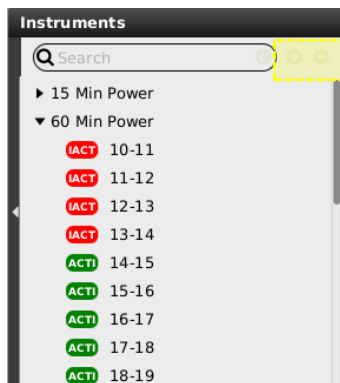 Instruments
Search
15 Min Power
60 Min Power
IACT 10-11
IACT 11-12
IACT 12-13
IACT 13-14
ACTI 14-15
ACTI 15-16
ACTI 16-17
ACTI 17-18
ACTI 18-19